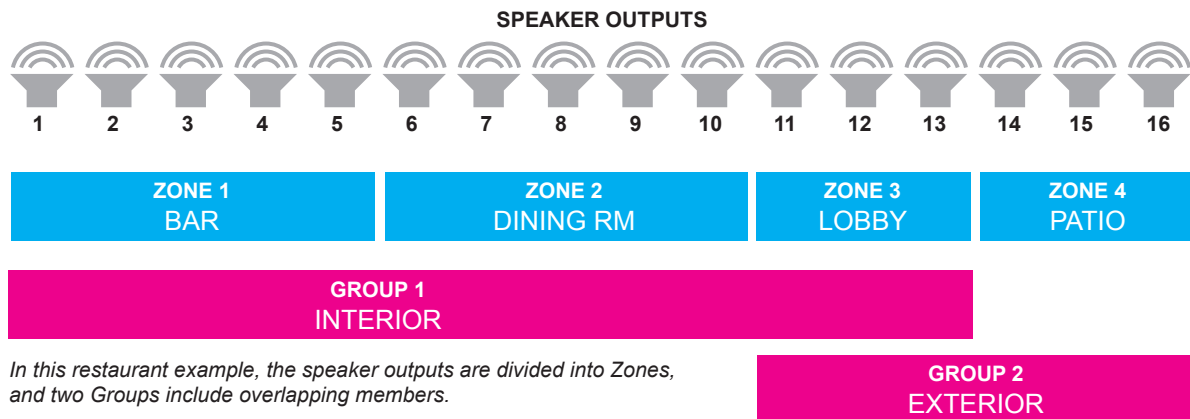 SPEAKER OUTPUTS
1 2 3 4 5 6 7 8 9 10 11 12 13 14 15 16
ZONE 1 ZONE 2 ZONE 3 ZONE 4
BAR DINING RM LOBBY PATIO
GROUP 1
INTERIOR
In this restaurant example, the speaker outputs are divided into Zones,
and two Groups include overlapping members.
GROUP 2
EXTERIOR